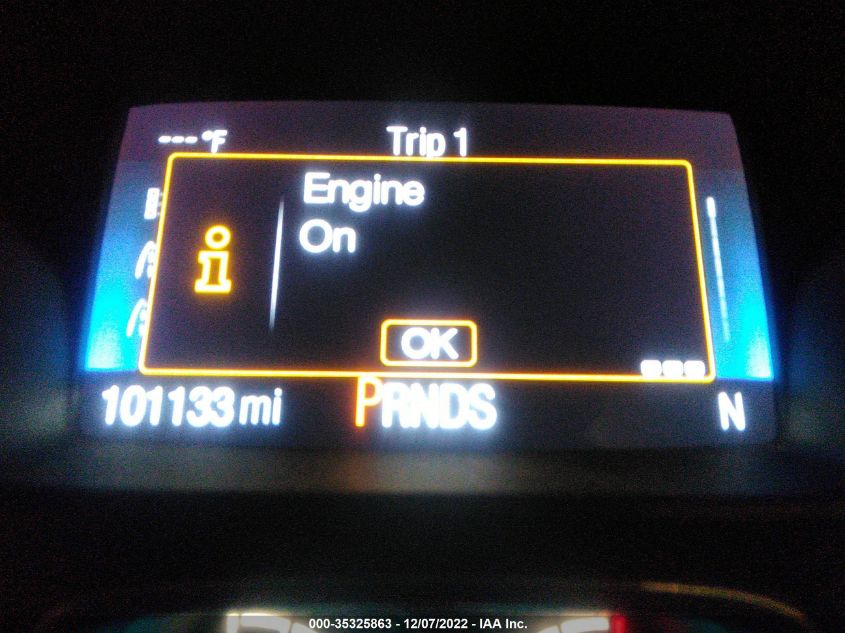 --- °F
Trip 1
Engine
On
i
OK
101133 mi
PRNDS
N
000-35325863 - 12/07/2022 - IAA Inc.